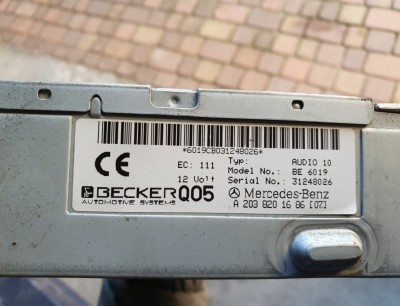 *6019CB03124B026*
CE
EC: 111 Typ: AUDIO 10
12 Volt Model No.: BE 6019
Serial No.: 31248026
BECKER Q05 Mercedes-Benz
AUTOMOTIVE SYSTEMS A 203 820 16 86 [07]